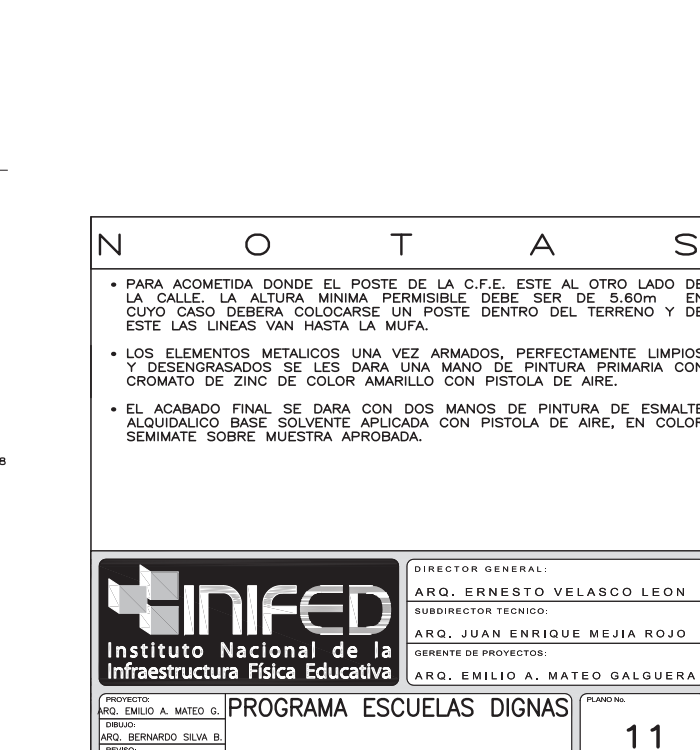 N O T A S
• PARA ACOMETIDA DONDE EL POSTE DE LA C.F.E. ESTE AL OTRO LADO DE
LA CALLE. LA ALTURA MINIMA PERMISIBLE DEBE SER DE 5.60m EN
CUYO CASO DEBERA COLOCARSE UN POSTE DENTRO DEL TERRENO Y DE
ESTE LAS LINEAS VAN HASTA LA MUFA.
• LOS ELEMENTOS METALICOS UNA VEZ ARMADOS, PERFECTAMENTE LIMPIOS
Y DESENGRASADOS SE LES DARA UNA MANO DE PINTURA PRIMARIA CON
CROMATO DE ZINC DE COLOR AMARILLO CON PISTOLA DE AIRE.
• EL ACABADO FINAL SE DARA CON DOS MANOS DE PINTURA DE ESMALTE
ALQUIDALICO BASE SOLVENTE APLICADA CON PISTOLA DE AIRE, EN COLOR
SEMIMATE SOBRE MUESTRA APROBADA.
8
INIFED
Instituto Nacional de la
Infraestructura Física Educativa
DIRECTOR GENERAL:
ARQ. ERNESTO VELASCO LEON
SUBDIRECTOR TECNICO:
ARQ. JUAN ENRIQUE MEJIA ROJO
GERENTE DE PROYECTOS:
ARQ. EMILIO A. MATEO GALGUERA
PROYECTO:
ARQ. EMILIO A. MATEO G.
DIBUJO:
ARQ. BERNARDO SILVA B.
REVISO:
PROGRAMA ESCUELAS DIGNAS
PLANO No.
11